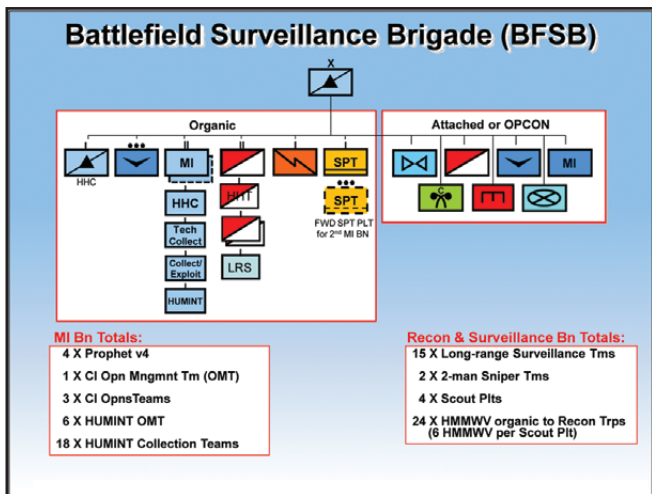 Battlefield Surveillance Brigade (BFSB)
X
Organic
Attached or OPCON
HHC
MI
SPT
MI
C
HHC
HHT
SPT
FWD SPT PLT
for 2nd MI BN
Tech
Collect
Collect/
Exploit
LRS
HUMINT
MI Bn Totals:
4 X Prophet v4
1 X CI Opn Mngmnt Tm (OMT)
3 X CI OpnsTeams
6 X HUMINT OMT
18 X HUMINT Collection Teams
Recon & Surveillance Bn Totals:
15 X Long-range Surveillance Tms
2 X 2-man Sniper Tms
4 X Scout Plts
24 X HMMWV organic to Recon Trps
(6 HMMWV per Scout Plt)